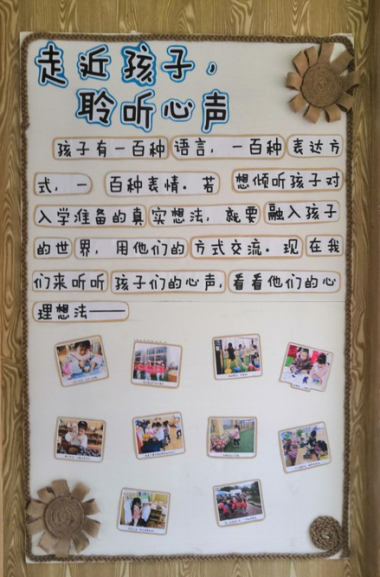 走近孩子，
聆听心声
孩子有一百种语言，一百种表达方
式，一百种表情。若想倾听孩子对
入学准备的真实想法，就要融入孩子
的世界，用他们的方式交流。现在我
们来听听孩子们的心声，看看他们的心
理想法——